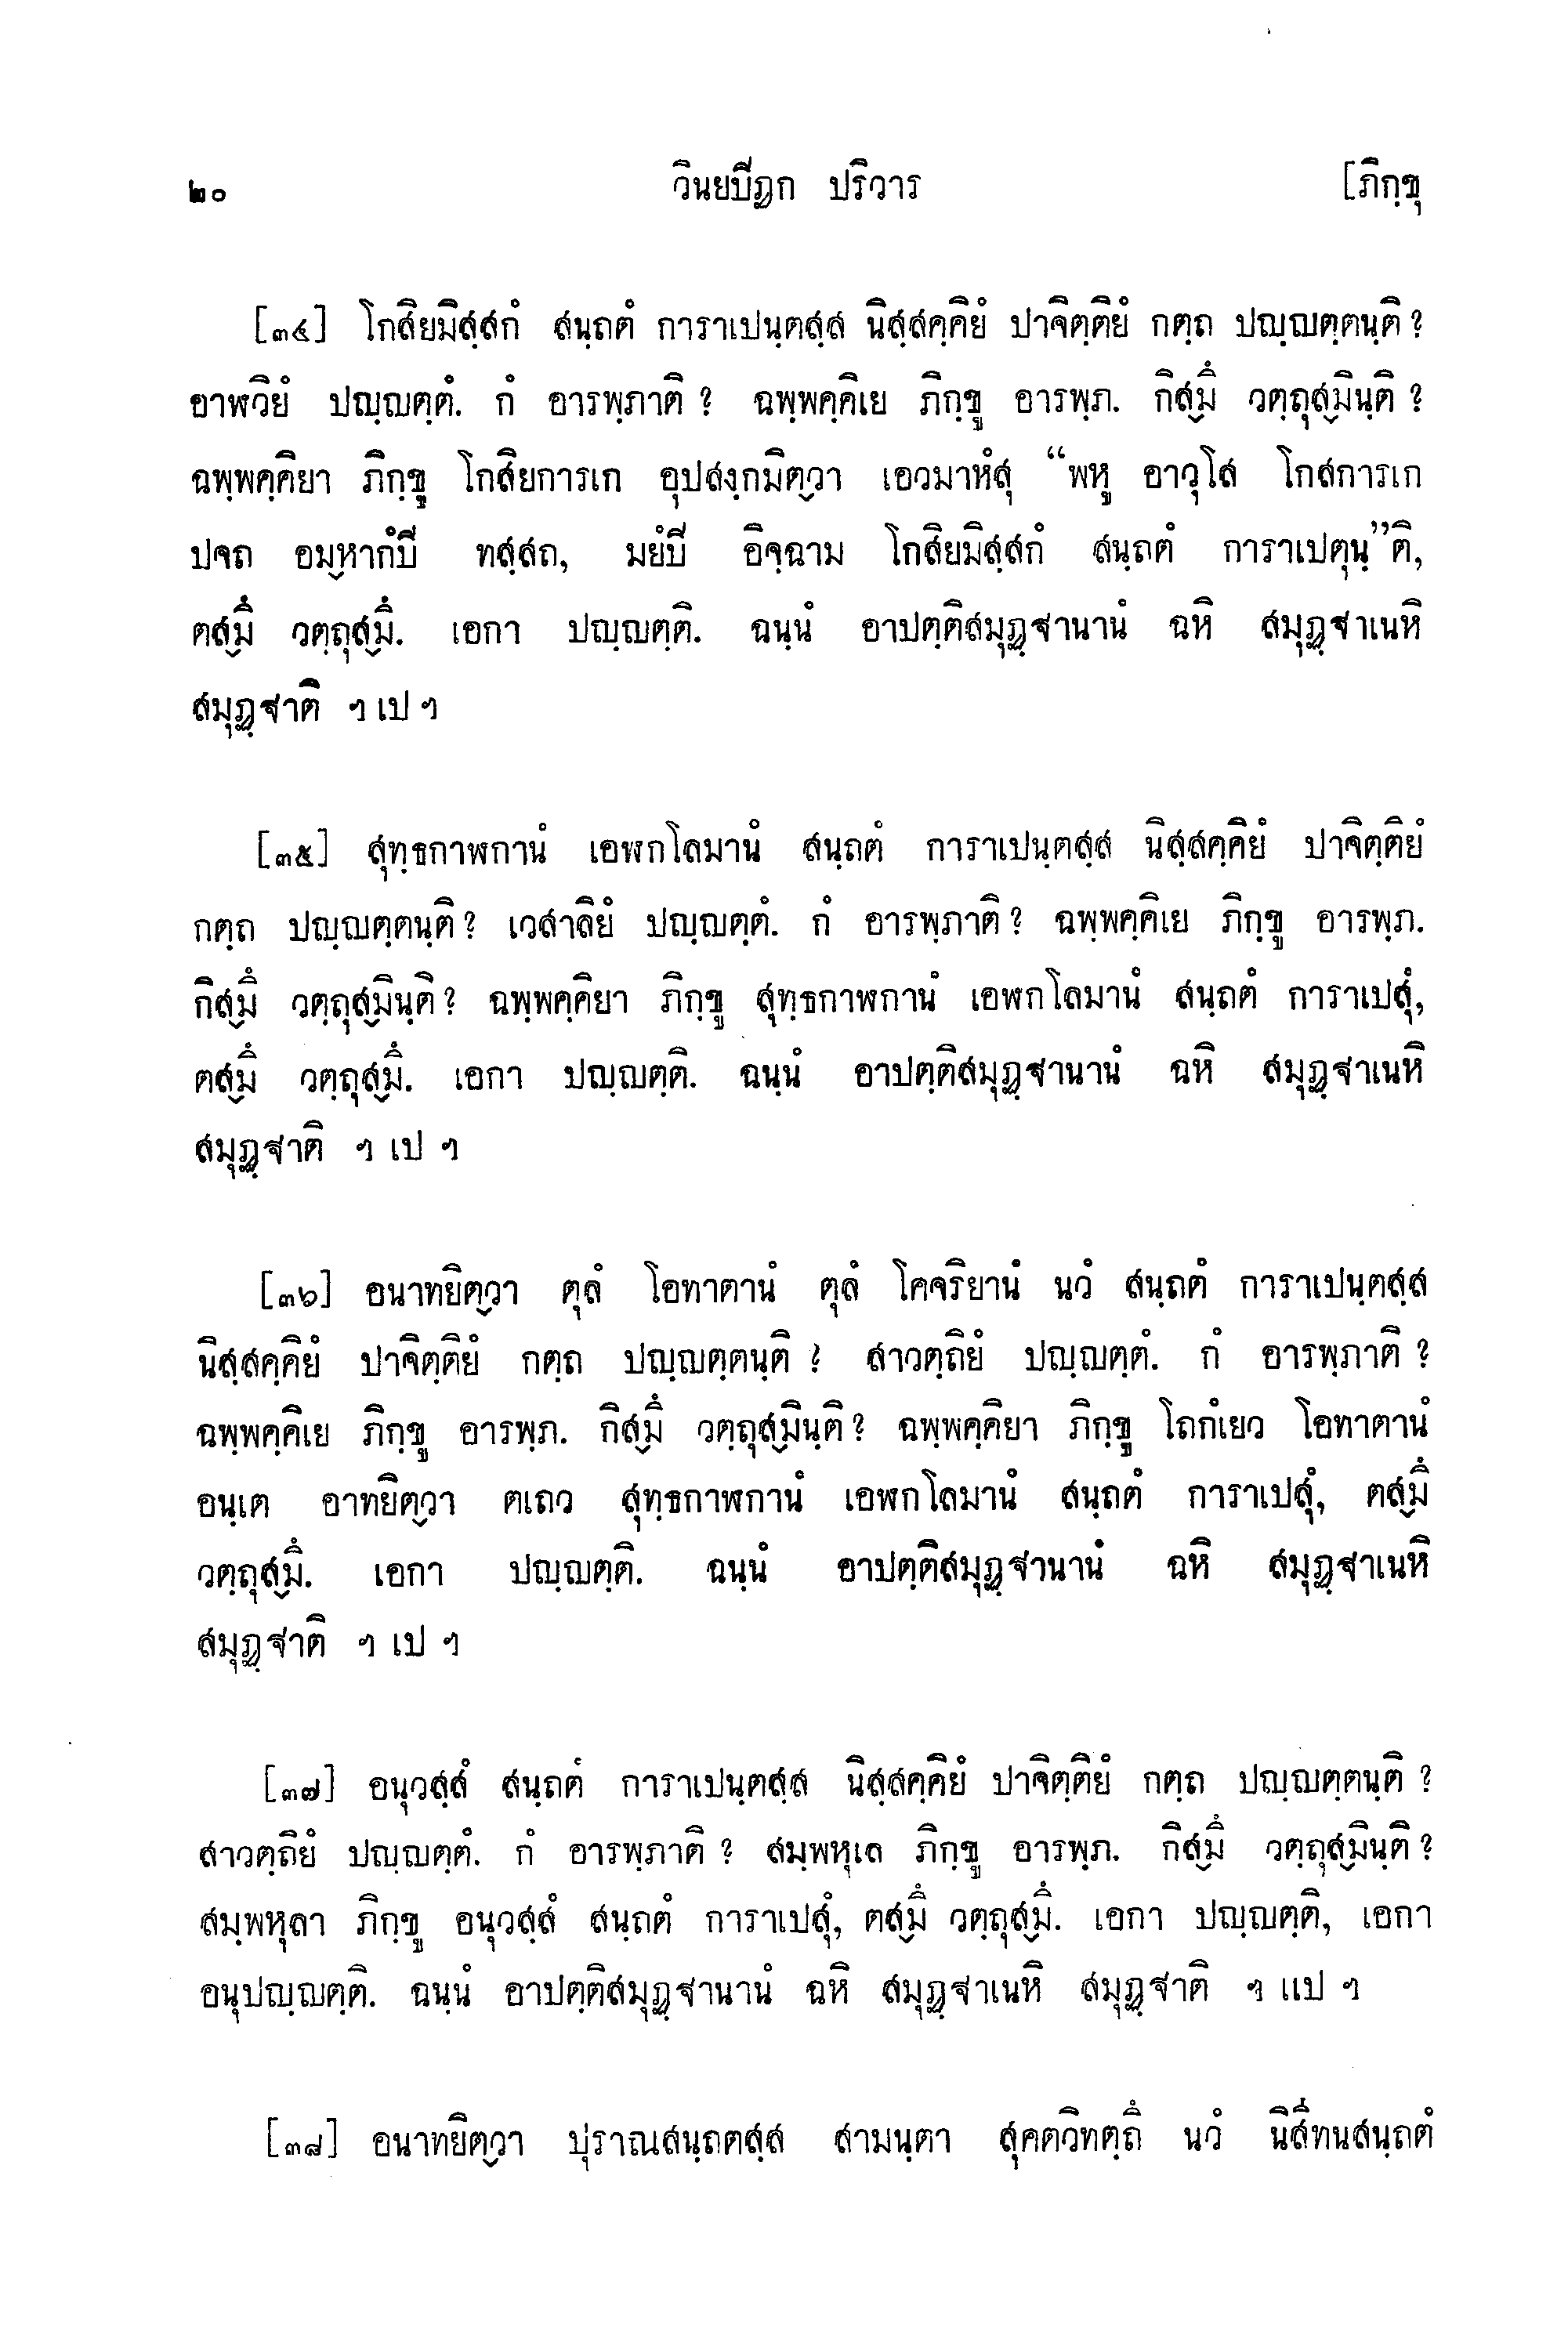 ๒๐ วินยปิฏก ปริวาร [ภิกฺขุ
[๓๔] โกสิยมิสฺสกํ สนฺถตํ การาเปนฺตสฺส นิสฺสคฺคิยํ ปาจิตฺติยํ กตฺถ ปญฺญตฺตนฺติ ?
อาฬวิยํ ปญฺญตฺตํ. กํ อารพฺภาติ ? ฉพฺพคฺคิเย ภิกฺขู อารพฺภ. กิสฺมึ วตฺถุสฺมินฺติ ?
ฉพฺพคฺคิยา ภิกฺขู โกสิยการเก อุปสงฺกมิตฺวา เอวมาหํสุ “พหู อาวุโส โกสการเก
ปจถ อมฺหากํปิ ทสฺสถ, มยํปิ อิจฺฉาม โกสิยมิสฺสกํ สนฺถตํ การาเปตุนฺ”ติ,
ตสฺมึ วตฺถุสฺมึ. เอกา ปญฺญตฺติ. ฉนฺนํ อาปตฺติสมุฏฺฐานานํ ฉหิ สมุฏฺฐาเนหิ
สมุฏฺฐาติ ฯ เป ฯ
[๓๕] สุทฺธกาฬกานํ เอฬกโลมานํ สนฺถตํ การาเปนฺตสฺส นิสฺสคฺคิยํ ปาจิตฺติยํ
กตฺถ ปญฺญตฺตนฺติ ? เวสาลิยํ ปญฺญตฺตํ. กํ อารพฺภาติ ? ฉพฺพคฺคิเย ภิกฺขู อารพฺภ.
กิสฺมึ วตฺถุสฺมินฺติ ? ฉพฺพคฺคิยา ภิกฺขู สุทฺธกาฬกานํ เอฬกโลมานํ สนฺถตํ การาเปสุํ,
ตสฺมึ วตฺถุสฺมึ. เอกา ปญฺญตฺติ. ฉนฺนํ อาปตฺติสมุฏฺฐานานํ ฉหิ สมุฏฺฐาเนหิ
สมุฏฺฐาติ ฯ เป ฯ
[๓๖] อนาทยิตฺวา ตุลํ โอทาตานํ ตุลํ โคจริยานํ นวํ สนฺถตํ การาเปนฺตสฺส
นิสฺสคฺคิยํ ปาจิตฺติยํ กตฺถ ปญฺญตฺตนฺติ ? สาวตฺถิยํ ปญฺญตฺตํ. กํ อารพฺภาติ ?
ฉพฺพคฺคิเย ภิกฺขู อารพฺภ. กิสฺมึ วตฺถุสฺมินฺติ ? ฉพฺพคฺคิยา ภิกฺขู โถกํเยว โอทาตานํ
อนฺเต อาทยิตฺวา ตเถว สุทฺธกาฬกานํ เอฬกโลมานํ สนฺถตํ การาเปสุํ, ตสฺมึ
วตฺถุสฺมึ. เอกา ปญฺญตฺติ. ฉนฺนํ อาปตฺติสมุฏฺฐานานํ ฉหิ สมุฏฺฐาเนหิ
สมุฏฺฐาติ ฯ เป ฯ
[๓๗] อนุวสฺสํ สนฺถตํ การาเปนฺตสฺส นิสฺสคฺคิยํ ปาจิตฺติยํ กตฺถ ปญฺญตฺตนฺติ ?
สาวตฺถิยํ ปญฺญตฺตํ. กํ อารพฺภาติ ? สมฺพหุเล ภิกฺขู อารพฺภ. กิสฺมึ วตฺถุสฺมินฺติ ?
สมฺพหุลา ภิกฺขู อนุวสฺสํ สนฺถตํ การาเปสุํ, ตสฺมึ วตฺถุสฺมึ. เอกา ปญฺญตฺติ, เอกา
อนุปญฺญตฺติ. ฉนฺนํ อาปตฺติสมุฏฺฐานานํ ฉหิ สมุฏฺฐาเนหิ สมุฏฺฐาติ ฯ แป ฯ
[๓๘] อนาทยิตฺวา ปุราณสนฺถตสฺส สามนฺตา สุคตวิทตฺถึ นวํ นิสีทนสนฺถตํ